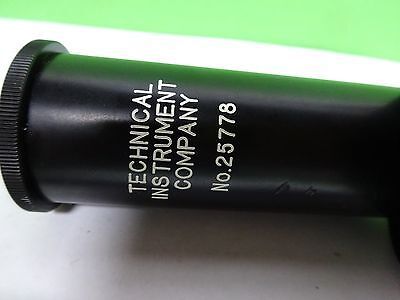 TECHNICAL
INSTRUMENT
COMPANY
No.25778